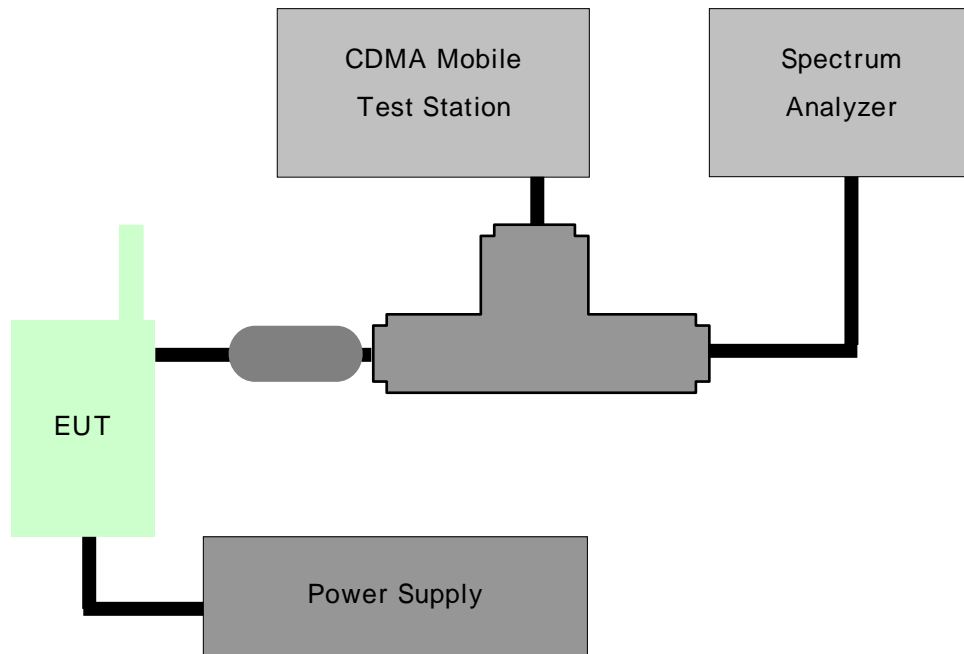 CDMA Mobile
Test Station
Spectrum
Analyzer
EUT
Power Supply